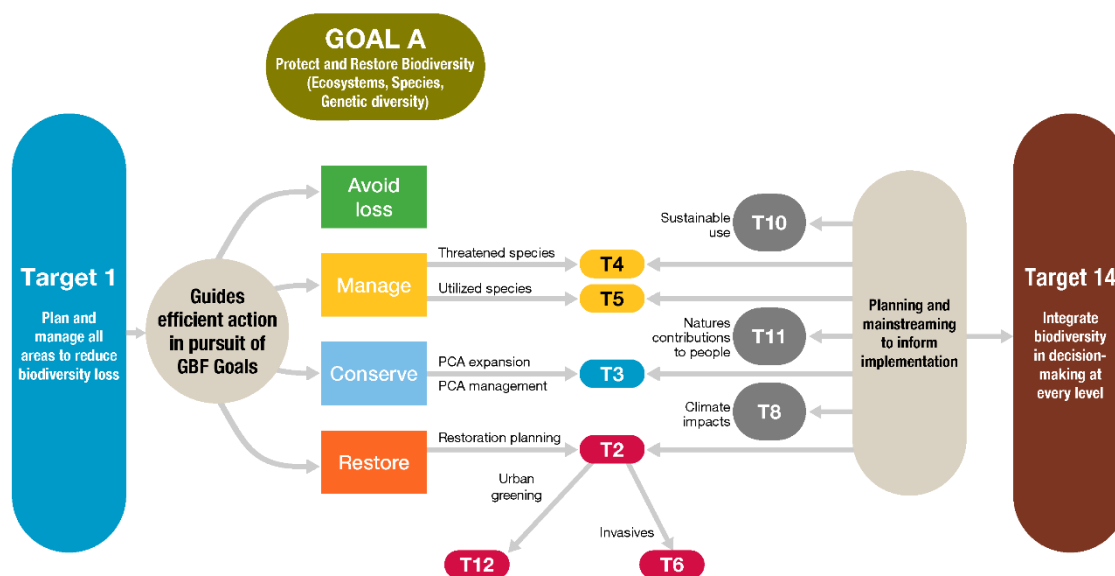 GOAL A
Protect and Restore Biodiversity
(Ecosystems, Species,
Genetic diversity)
Target 1
Plan and
manage all
areas to reduce
biodiversity loss
Guides
efficient action
in pursuit of
GBF Goals
Avoid
loss
Manage
Threatened species
Utilized species
T4
T5
Conserve
PCA expansion
PCA management
T3
Restore
Restoration planning
T2
Urban
greening
Invasives
T12
T6
Sustainable
use
T10
Natures
contributions
to people
T11
Climate
impacts
T8
Planning and
mainstreaming
to inform
implementation
Target 14
Integrate
biodiversity
in decision-
making at
every level